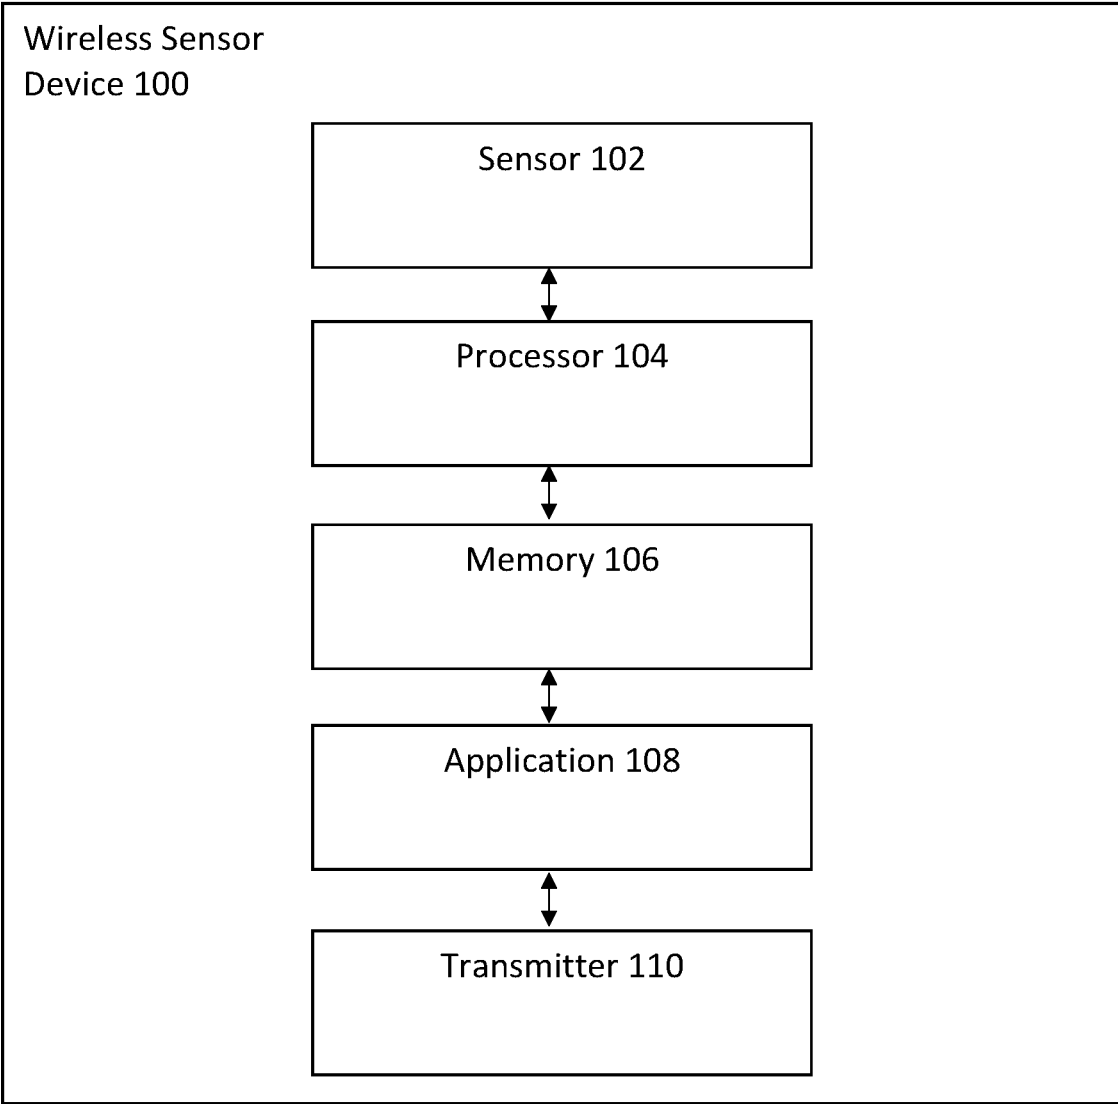 Wireless Sensor
Device 100
Sensor 102
Processor 104
Memory 106
Application 108
Transmitter 110